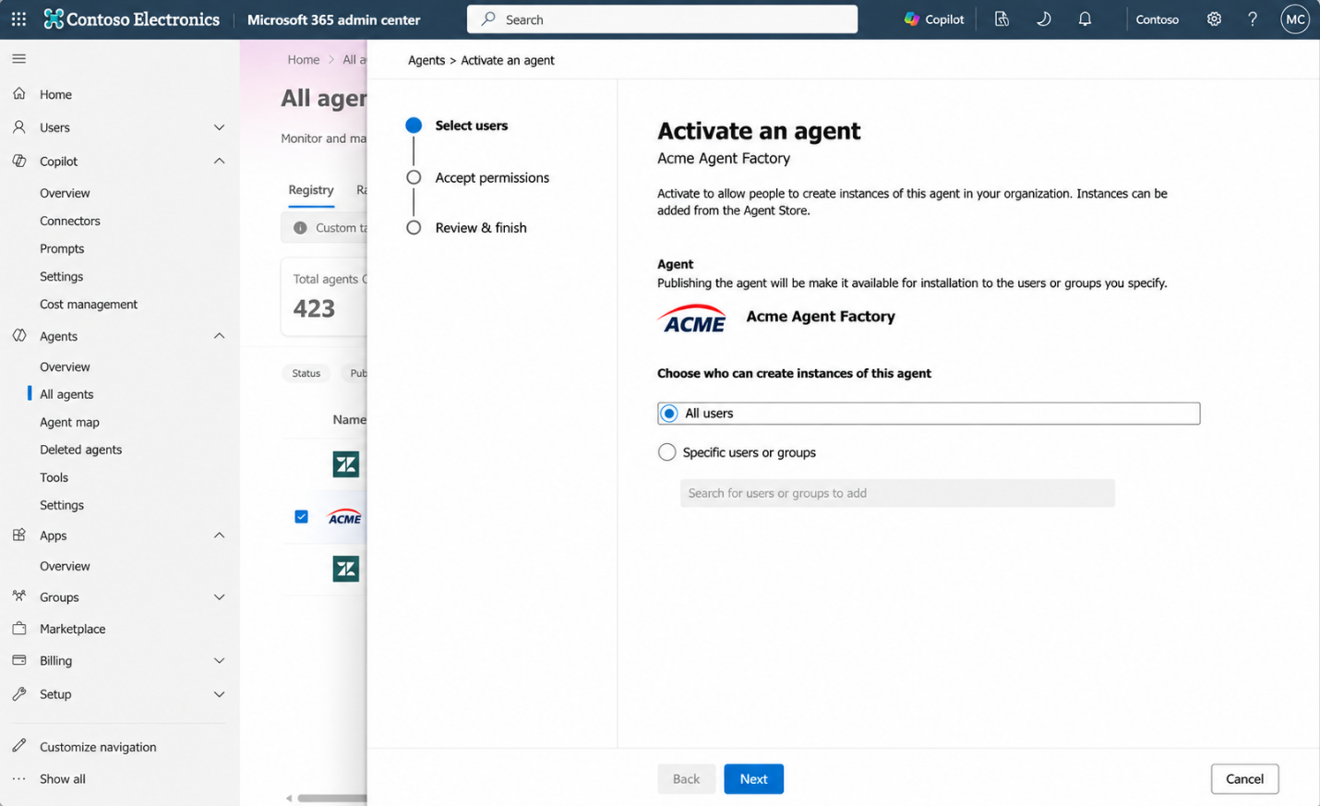 Contoso Electronics
Microsoft 365 admin center
Search
Copilot
Contoso
?
MC
Home
Users
Copilot
Overview
Connectors
Prompts
Settings
Cost management
Agents
Overview
All agents
Agent map
Deleted agents
Tools
Settings
Apps
Overview
Groups
Marketplace
Billing
Setup
Customize navigation
Show all
Home > All a
All agen
Monitor and ma
Registry Ra
Custom ta
Total agents
423
Status Pub
Name
ACME
Agents > Activate an agent
Select users
Accept permissions
Review & finish
Activate an agent
Acme Agent Factory
Activate to allow people to create instances of this agent in your organization. Instances can be
added from the Agent Store.
Agent
Publishing the agent will be make it available for installation to the users or groups you specify.
ACME Acme Agent Factory
Choose who can create instances of this agent
All users
Specific users or groups
Search for users or groups to add
Back Next Cancel